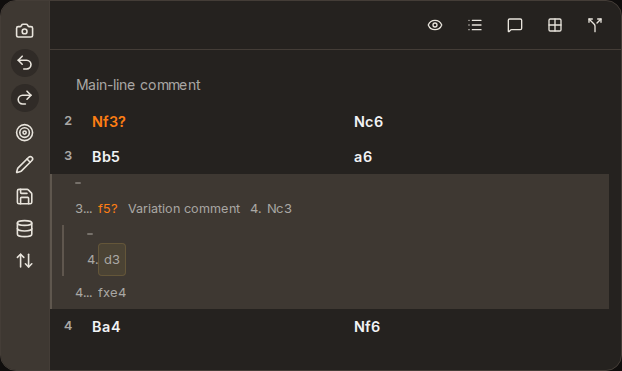 Main-line comment
2 Nf3? Nc6
3 Bb5 a6
–
3... f5? Variation comment 4. Nc3
–
4. d3
4... fxe4
4 Ba4 Nf6